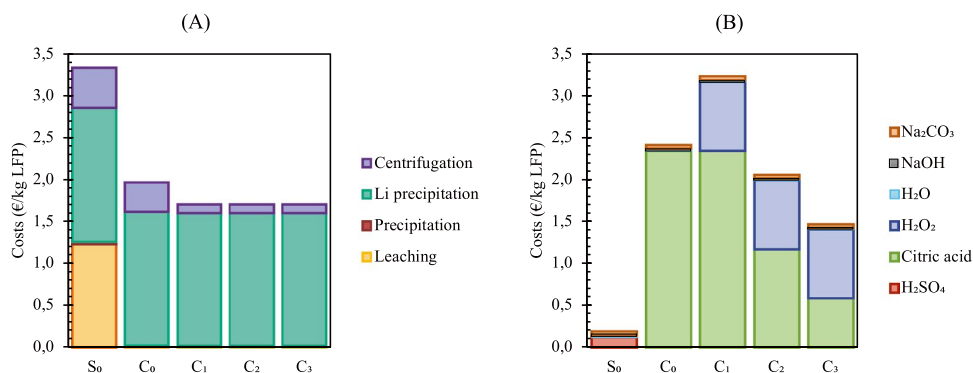 (A)
Costs (€/kg LFP)
3,5
3,0
2,5
2,0
1,5
1,0
0,5
0,0
S₀ C₀ C₁ C₂ C₃
Centrifugation
Li precipitation
Precipitation
Leaching
(B)
Costs (€/kg LFP)
3,5
3,0
2,5
2,0
1,5
1,0
0,5
0,0
S₀ C₀ C₁ C₂ C₃
Na₂CO₃
NaOH
H₂O
H₂O₂
Citric acid
H₂SO₄